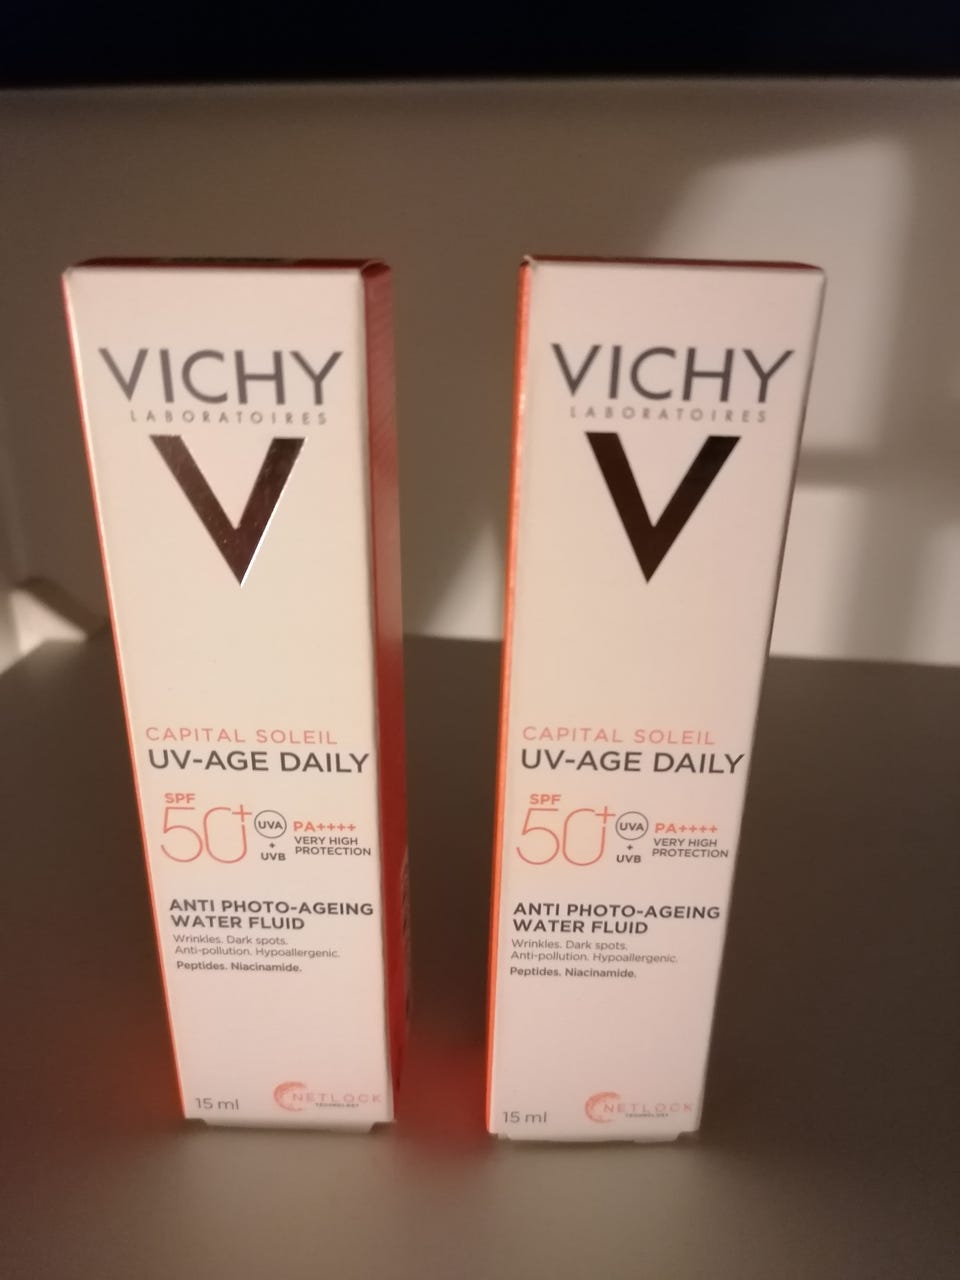 VICHY
LABORATOIRES
V
CAPITAL SOLEIL
UV-AGE DAILY
SPF
50+
UVA
+
UVB
PA++++
VERY HIGH
PROTECTION
ANTI PHOTO-AGEING
WATER FLUID
Wrinkles. Dark spots.
Anti-pollution. Hypoallergenic.
Peptides. Niacinamide.
15 ml
NETLOCK
TECHNOLOGY
VICHY
LABORATOIRES
V
CAPITAL SOLEIL
UV-AGE DAILY
SPF
50+
UVA
+
UVB
PA++++
VERY HIGH
PROTECTION
ANTI PHOTO-AGEING
WATER FLUID
Wrinkles. Dark spots.
Anti-pollution. Hypoallergenic.
Peptides. Niacinamide.
15 ml
NETLOCK
TECHNOLOGY